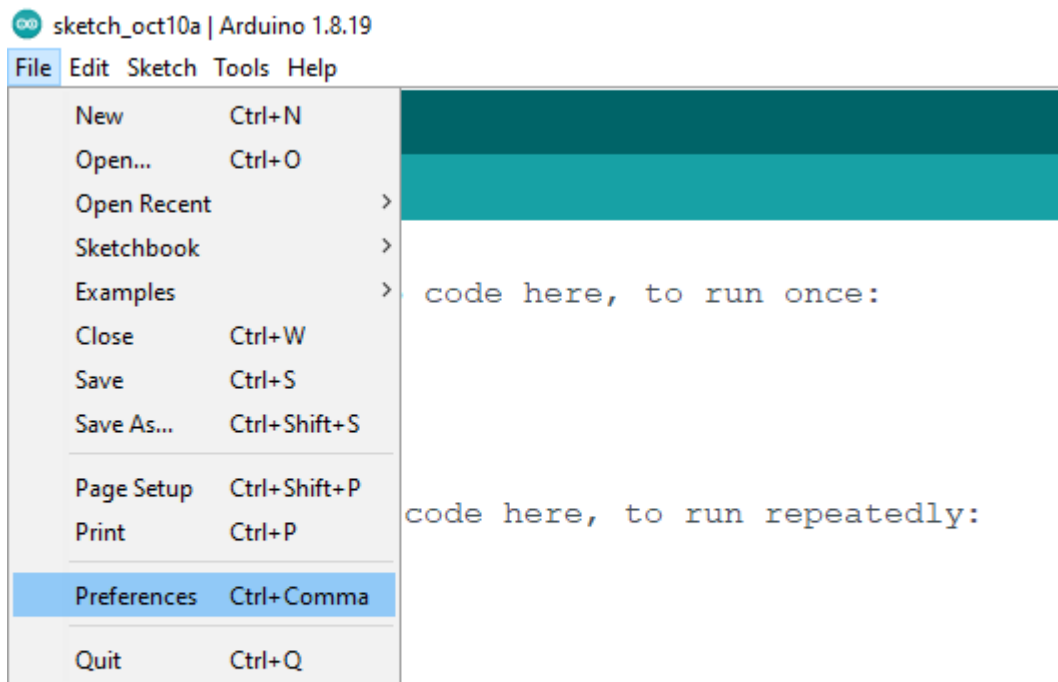 sketch_oct10a | Arduino 1.8.19
File Edit Sketch Tools Help
New Ctrl+N
Open... Ctrl+O
Open Recent
Sketchbook
Examples
Close Ctrl+W
Save Ctrl+S
Save As... Ctrl+Shift+S
Page Setup Ctrl+Shift+P
Print Ctrl+P
Preferences Ctrl+Comma
Quit Ctrl+Q
code here, to run once:
code here, to run repeatedly: